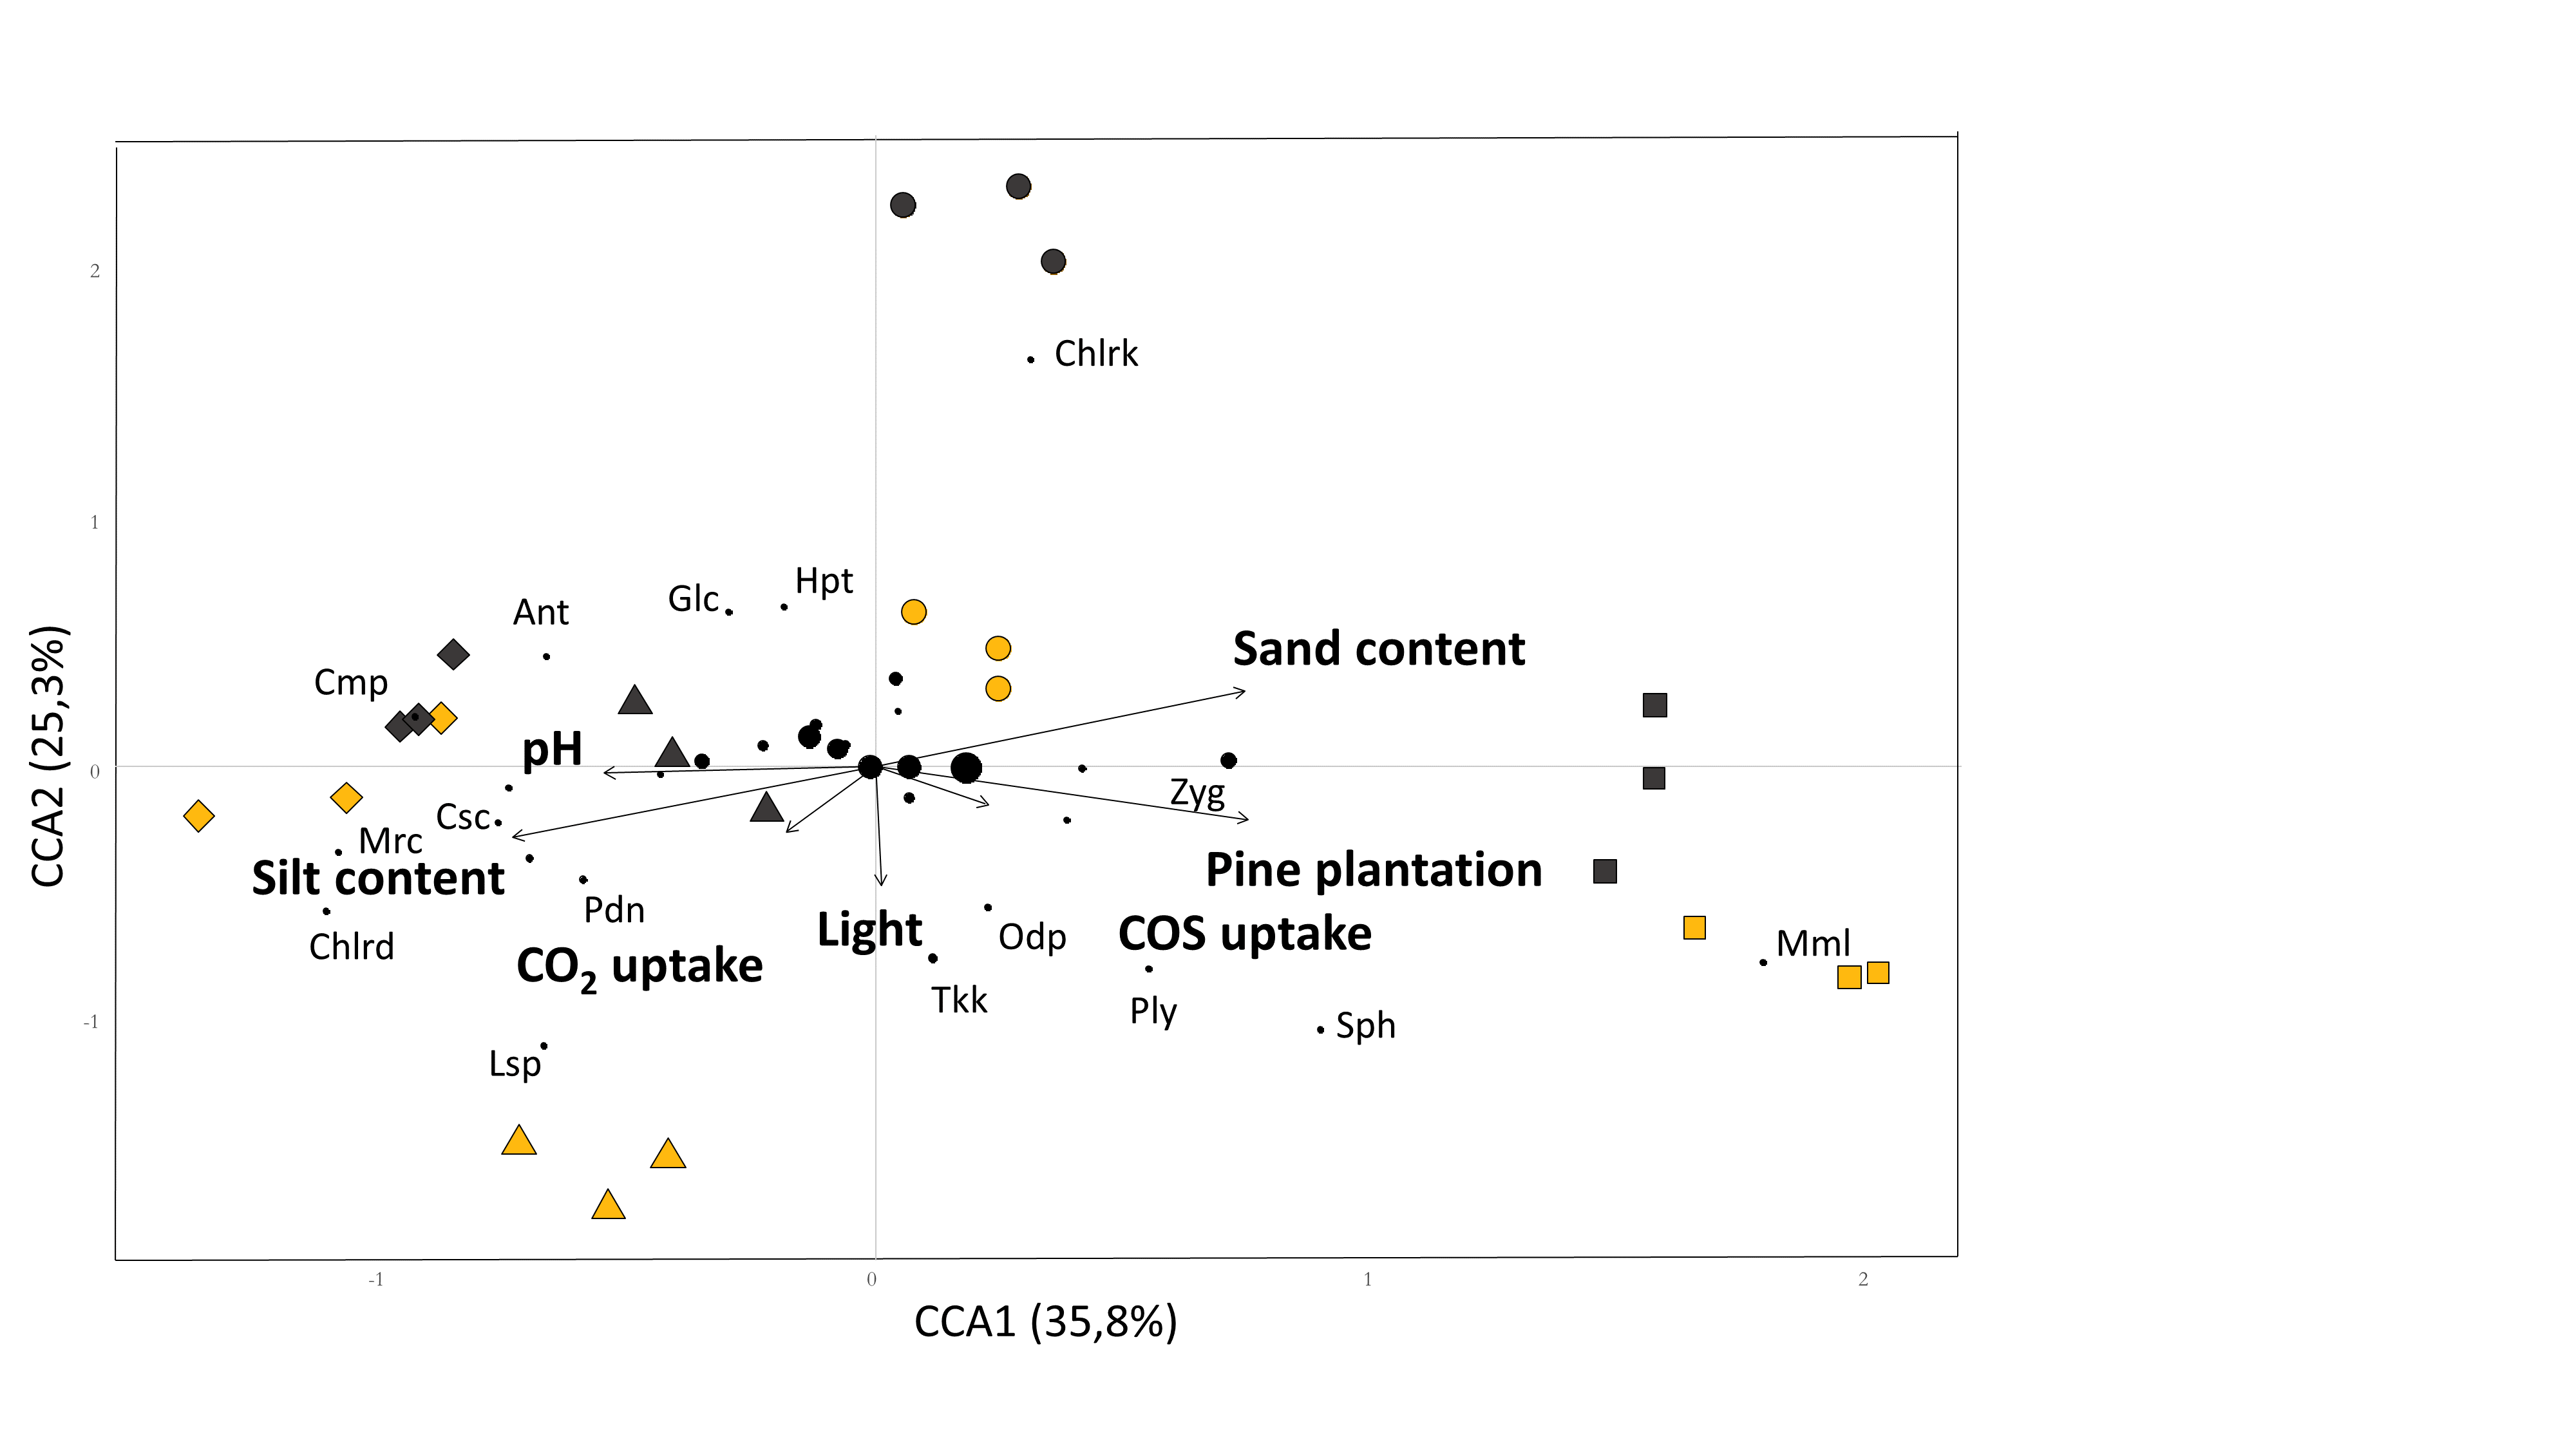 2
Chlrk
1
Hpt
Glc
Ant
Sand content
Cmp
pH
0
Zyg
Csc
Mrc
Pine plantation
Silt content
Pdn
Light
COS uptake
Odp
Chlrd
Mml
CO₂ uptake
Tkk
Ply
-1
Sph
Lsp
CCA2 (25,3%)
-1 0 1 2
CCA1 (35,8%)